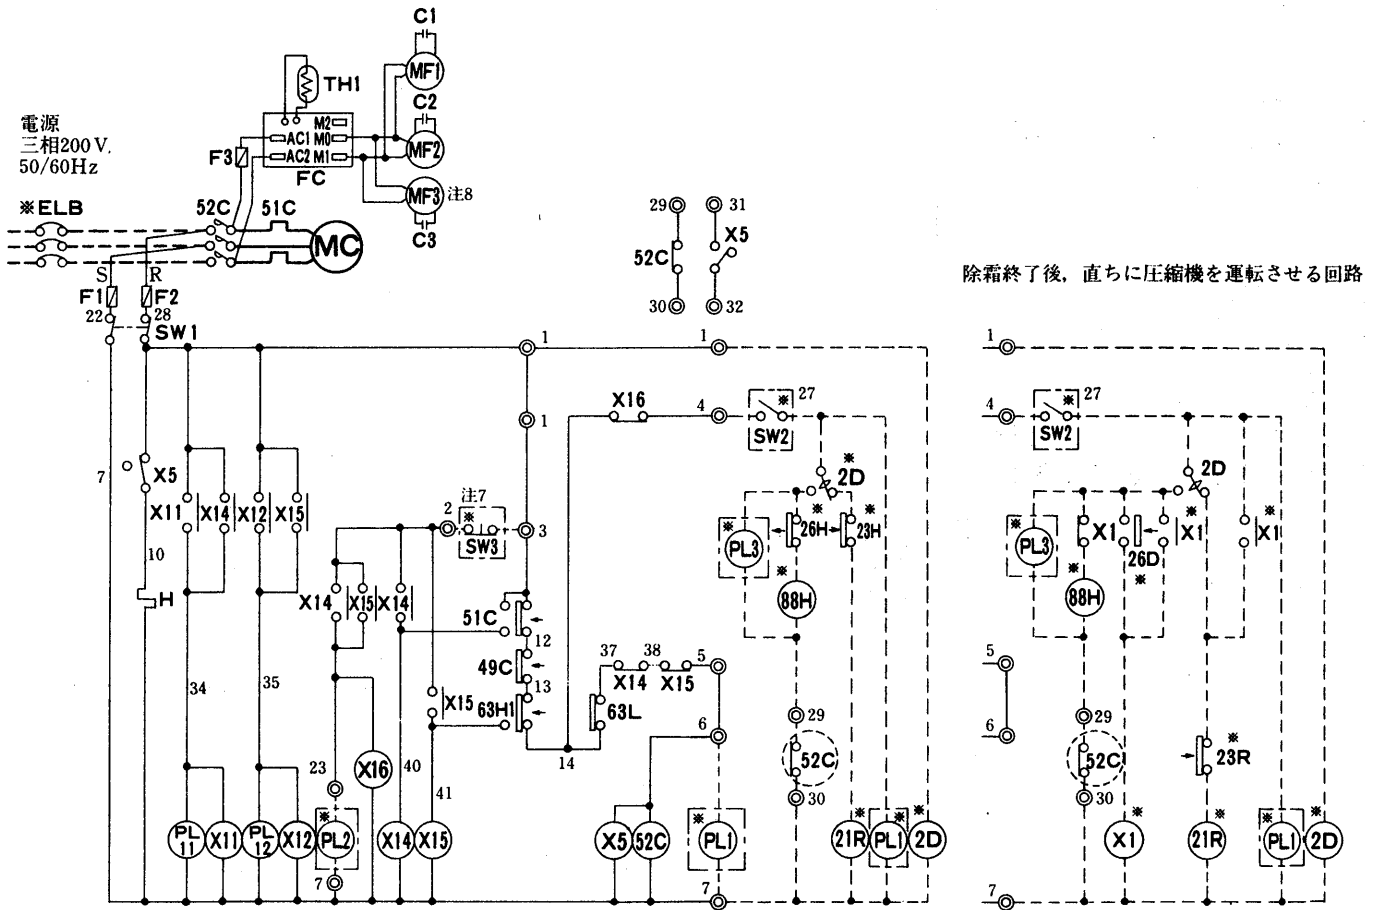 C1
MF1
TH1
C2
電源
三相200V.
50/60Hz
M2
AC1 M0
AC2 M1
F3
FC
MF2
MF3 注8
C3
※ELB
52C
51C
MC
S
R
F1
F2
22
28
SW1
29
31
52C
X5
30
32
除霜終了後，直ちに圧縮機を運転させる回路
1
1
1
X16
4
※
27
SW2
4
※
27
SW2
1
7
X5
X11
X14
X12
X15
注7
2
※
SW3
3
※
2D
2D
※
PL3
※
26H
※
23H
※
PL3
X1
※
X1
26D
※
※
X1
10
H
X14
X15
X14
※
88H
※
88H
51C
12
49C
13
63H1
37
38
X14
X15
5
63L
5
34
35
X15
6
6
29
52C
30
29
52C
30
※
23R
14
23
X16
40
41
PL
11
X11
PL
12
X12
※
PL2
X14
X15
X5
52C
※
PL1
※
21R
※
PL1
※
2D
※
X1
※
21R
※
PL1
※
2D
7
7
7